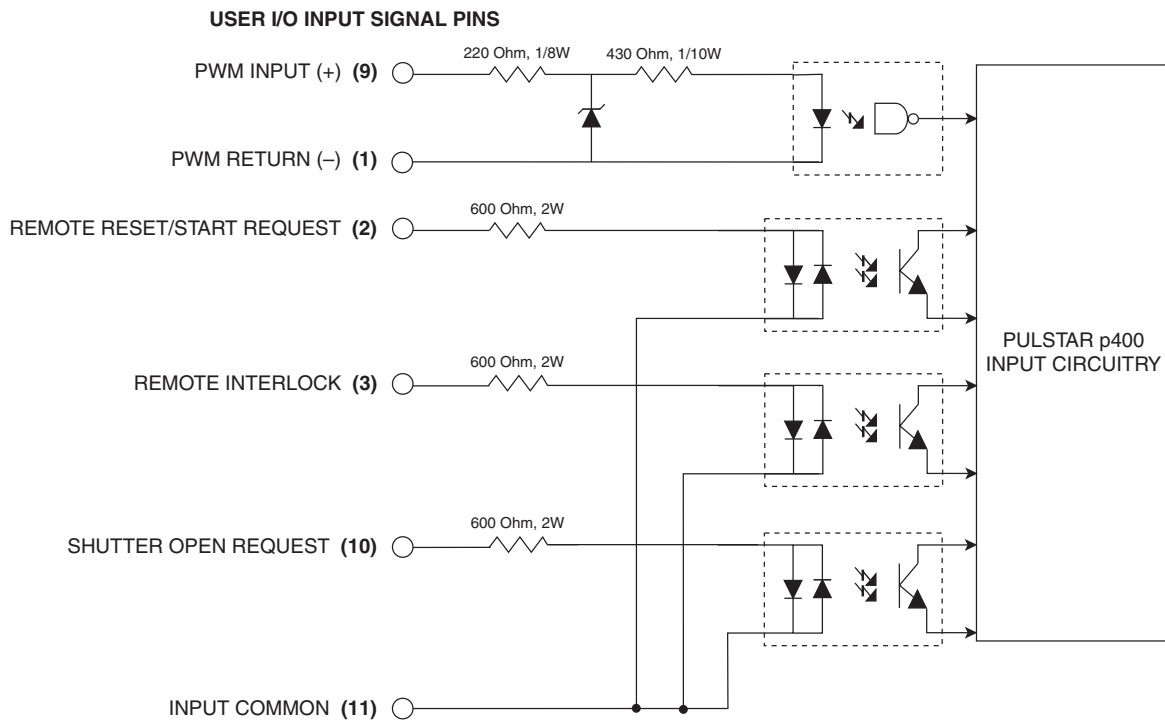 USER I/O INPUT SIGNAL PINS
220 Ohm, 1/8W
430 Ohm, 1/10W
PWM INPUT (+) (9)
PWM RETURN (–) (1)
600 Ohm, 2W
REMOTE RESET/START REQUEST (2)
PULSTAR p400
INPUT CIRCUITRY
600 Ohm, 2W
REMOTE INTERLOCK (3)
600 Ohm, 2W
SHUTTER OPEN REQUEST (10)
INPUT COMMON (11)